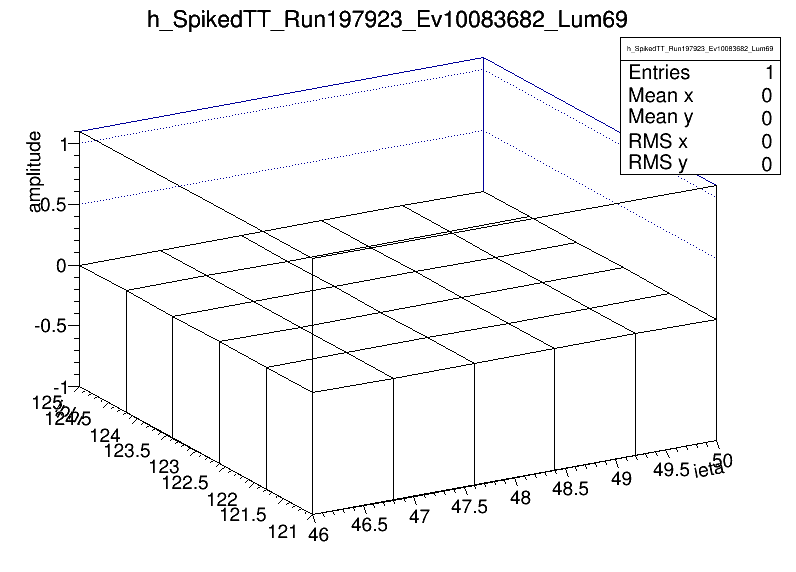 h_SpikedTT_Run197923_Ev10083682_Lum69
h_SpikedTT_Run197923_Ev10083682_Lum69
Entries 1
Mean x 0
Mean y 0
RMS x 0
RMS y 0
amplitude
1
0.5
0
-0.5
-1
125
124.5
124
123.5
123
122.5
122
121.5
121
46
46.5
47
47.5
48
48.5
49
49.5
50
ieta